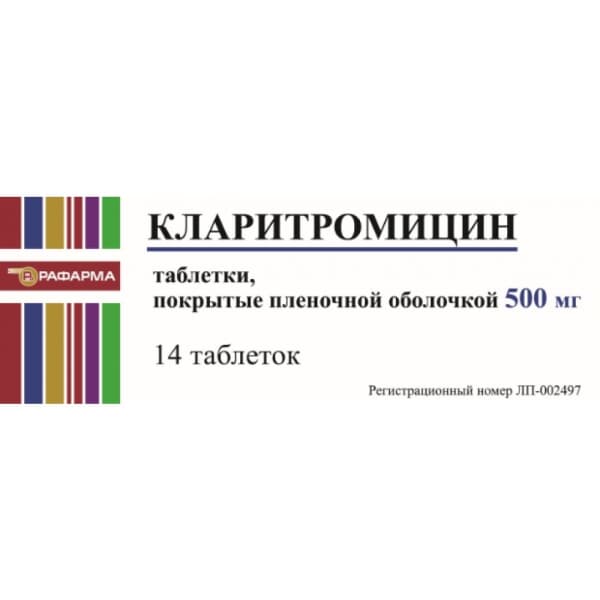 КЛАРИТРОМИЦИН
РАФАРМА
таблетки,
покрытые пленочной оболочкой 500 мг
14 таблеток
Регистрационный номер ЛП-002497